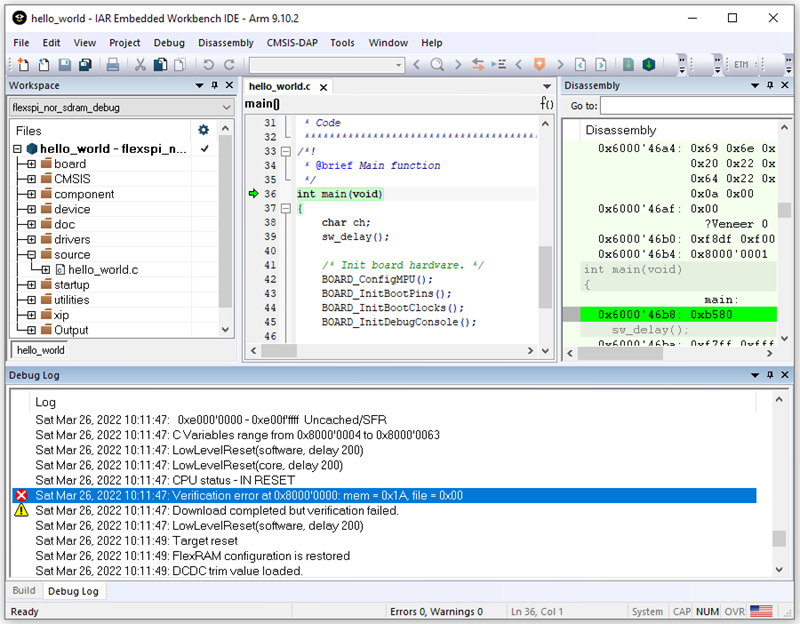 hello_world - IAR Embedded Workbench IDE - Arm 9.10.2
File Edit View Project Debug Disassembly CMSIS-DAP Tools Window Help
ETM
Workspace
flexspi_nor_sdram_debug
Files
hello_world - flexspi_n...
board
CMSIS
component
device
doc
drivers
source
hello_world.c
startup
utilities
xip
Output
hello_world
hello_world.c
main()
f()
31 * Code
32 ***************************************
33 /*!
34 * @brief Main function
35 */
36 int main(void)
37 {
38 char ch;
39 sw_delay();
40
41 /* Init board hardware. */
42 BOARD_ConfigMPU();
43 BOARD_InitBootPins();
44 BOARD_InitBootClocks();
45 BOARD_InitDebugConsole();
46
Disassembly
Go to:
Disassembly
0x6000'46a4: 0x69 0x6e 0x
0x20 0x22 0x
0x64 0x22 0x
0x0a 0x00
0x6000'46af: 0x00
?Veneer 0
0x6000'46b0: 0xf8df 0xf00
0x6000'46b4: 0x8000'0001
int main(void)
{
main:
0x6000'46b8: 0xb580
sw_delay();
0x6000'46ba: 0xf7ff 0xfff
Debug Log
Log
Sat Mar 26, 2022 10:11:47: 0xe000'0000 - 0xe00f'ffff Uncached/SFR
Sat Mar 26, 2022 10:11:47: C Variables range from 0x8000'0004 to 0x8000'0063
Sat Mar 26, 2022 10:11:47: LowLevelReset(software, delay 200)
Sat Mar 26, 2022 10:11:47: LowLevelReset(core, delay 200)
Sat Mar 26, 2022 10:11:47: CPU status - IN RESET
Sat Mar 26, 2022 10:11:47: Verification error at 0x8000'0000: mem = 0x1A, file = 0x00
Sat Mar 26, 2022 10:11:47: Download completed but verification failed.
Sat Mar 26, 2022 10:11:47: LowLevelReset(software, delay 200)
Sat Mar 26, 2022 10:11:49: Target reset
Sat Mar 26, 2022 10:11:49: FlexRAM configuration is restored
Sat Mar 26, 2022 10:11:49: DCDC trim value loaded.
Build Debug Log
Ready Errors 0, Warnings 0 Ln 36, Col 1 System CAP NUM OVR